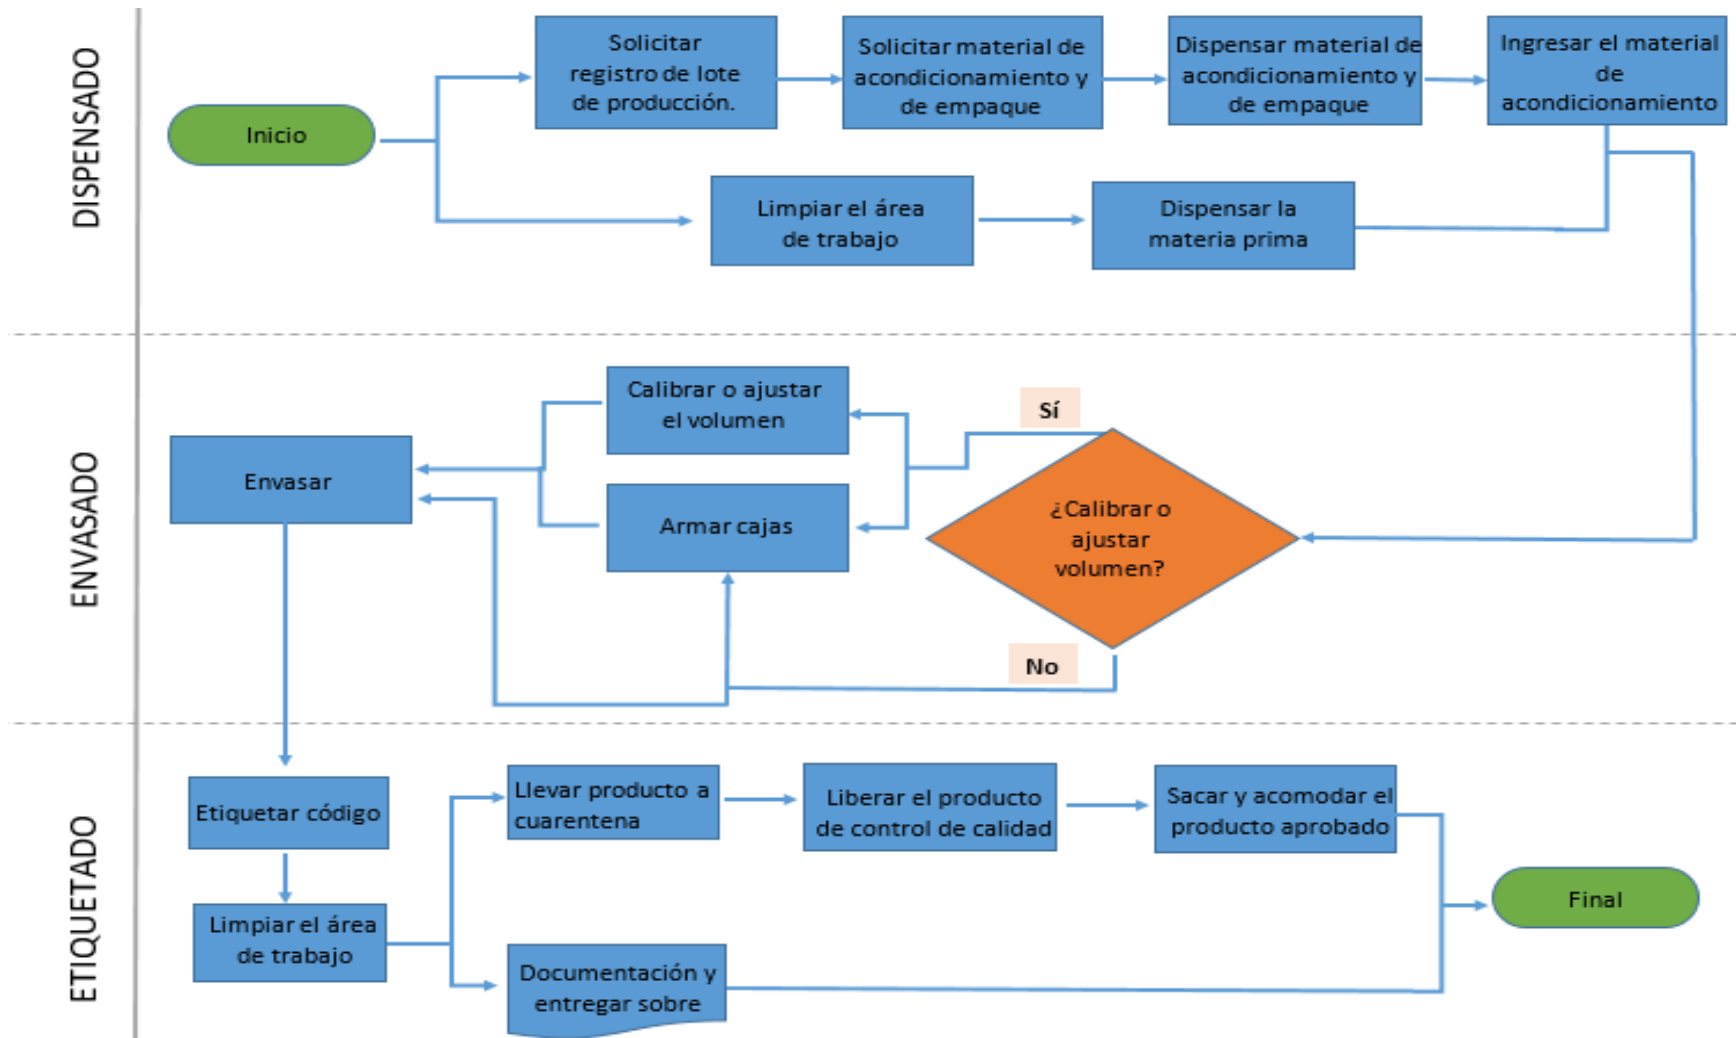 DISPENSADO
Inicio
Solicitar
registro de lote
de producción.
Solicitar material de
acondicionamiento y
de empaque
Dispensar material de
acondicionamiento y
de empaque
Ingresar el material
de
acondicionamiento
Limpiar el área
de trabajo
Dispensar la
materia prima
ENVASADO
Envasar
Calibrar o ajustar
el volumen
Armar cajas
Sí
¿Calibrar o
ajustar
volumen?
No
ETIQUETADO
Etiquetar código
Limpiar el área
de trabajo
Llevar producto a
cuarentena
Liberar el producto
de control de calidad
Sacar y acomodar el
producto aprobado
Documentación y
entregar sobre
Final